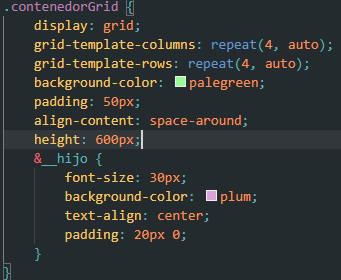 .contenedorGrid {
display: grid;
grid-template-columns: repeat(4, auto);
grid-template-rows: repeat(4, auto);
background-color: palegreen;
padding: 50px;
align-content: space-around;
height: 600px;
&__hijo {
font-size: 30px;
background-color: plum;
text-align: center;
padding: 20px 0;
}
}